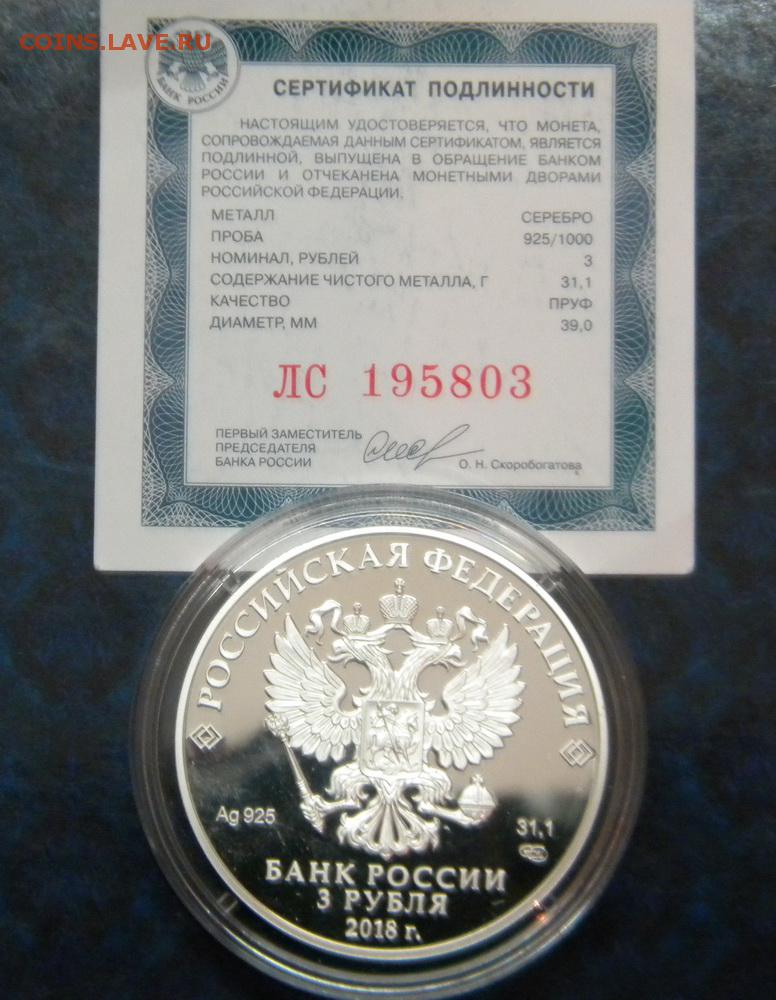 COINS.LAVE.RU
БАНК РОССИИ
СЕРТИФИКАТ ПОДЛИННОСТИ
НАСТОЯЩИМ УДОСТОВЕРЯЕТСЯ, ЧТО МОНЕТА,
СОПРОВОЖДАЕМАЯ ДАННЫМ СЕРТИФИКАТОМ, ЯВЛЯЕТСЯ
ПОДЛИННОЙ, ВЫПУЩЕНА В ОБРАЩЕНИЕ БАНКОМ
РОССИИ И ОТЧЕКАНЕНА МОНЕТНЫМИ ДВОРАМИ
РОССИЙСКОЙ ФЕДЕРАЦИИ.
МЕТАЛЛ СЕРЕБРО
ПРОБА 925/1000
НОМИНАЛ, РУБЛЕЙ 3
СОДЕРЖАНИЕ ЧИСТОГО МЕТАЛЛА, Г 31,1
КАЧЕСТВО ПРУФ
ДИАМЕТР, ММ 39,0
ЛС 195803
ПЕРВЫЙ ЗАМЕСТИТЕЛЬ
ПРЕДСЕДАТЕЛЯ
БАНКА РОССИИ
О. Н. Скоробогатова
РОССИЙСКАЯ ФЕДЕРАЦИЯ
Ag 925
31,1
БАНК РОССИИ
3 РУБЛЯ
2018 г.